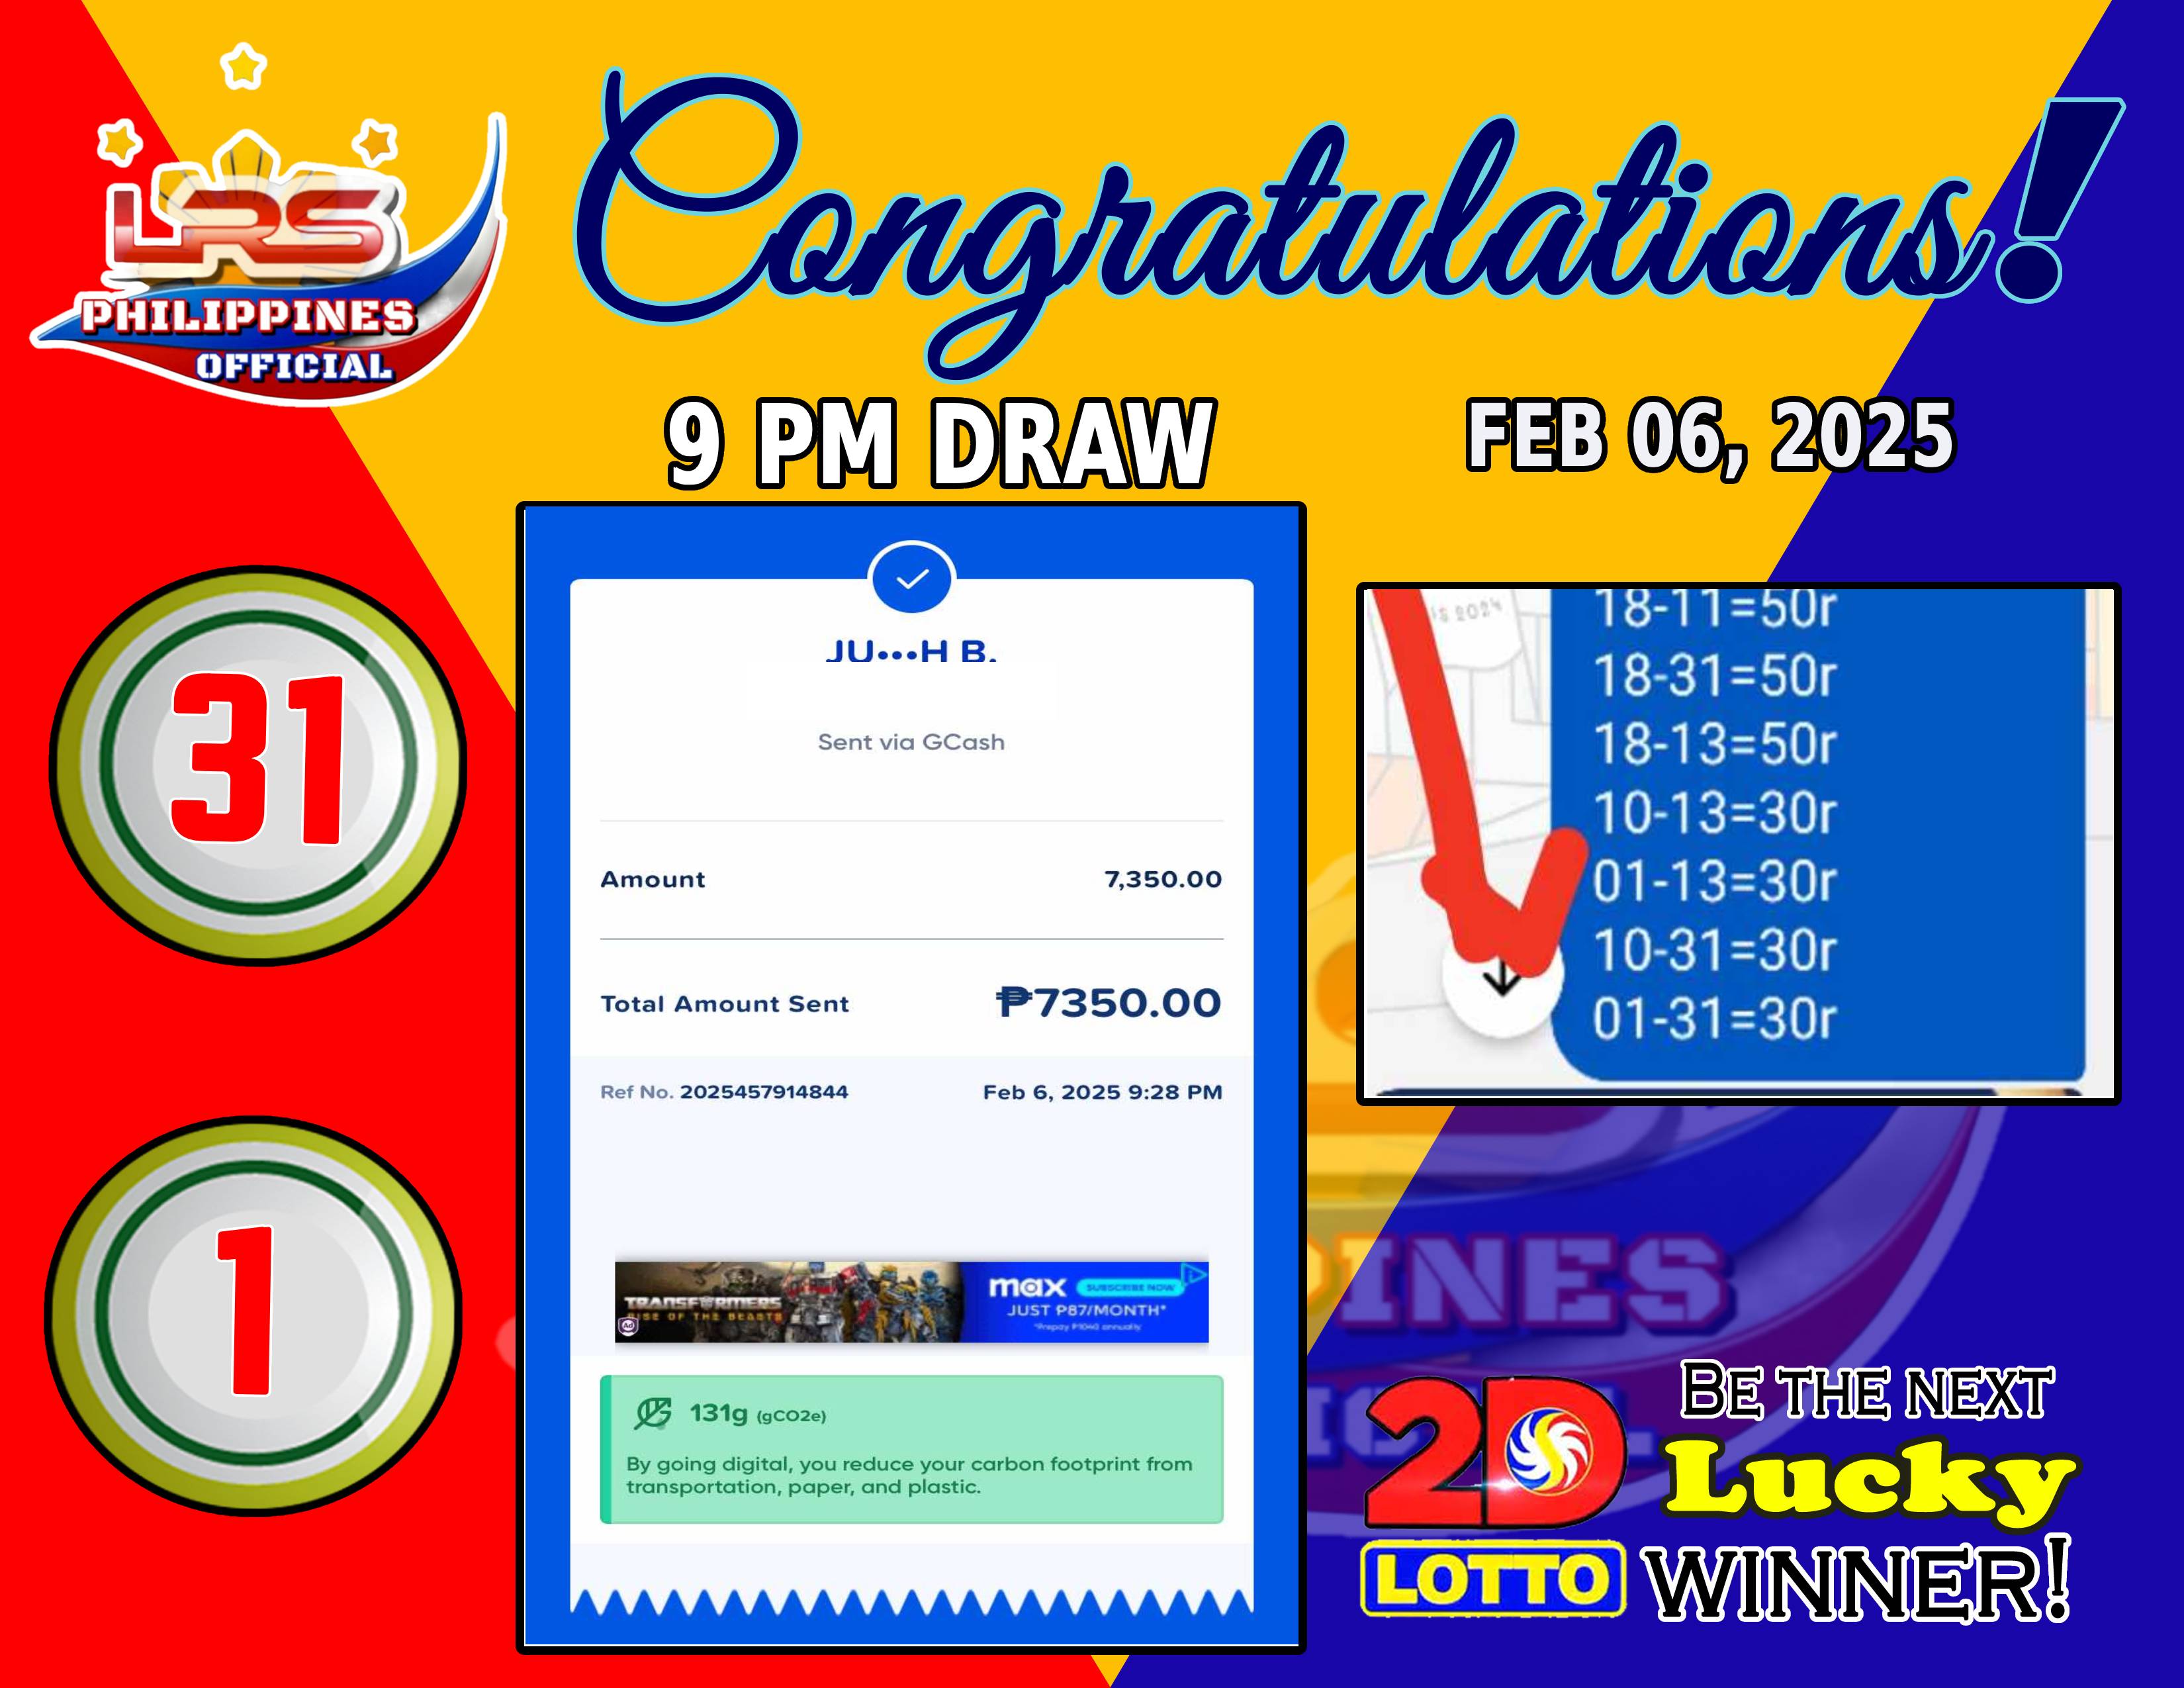 LRS
PHILIPPINES
OFFICIAL
Congratulations!
9 PM DRAW
FEB 06, 2025
31
1
JU•••H B.
Sent via GCash
Amount 7,350.00
Total Amount Sent ₱7350.00
Ref No. 2025457914844 Feb 6, 2025 9:28 PM
TRANSFORMERS
RISE OF THE BEASTS
Ad
max SUBSCRIBE NOW
JUST P87/MONTH*
131g (gCO2e)
By going digital, you reduce your carbon footprint from
transportation, paper, and plastic.
2024
18-11=50r
18-31=50r
18-13=50r
10-13=30r
01-13=30r
10-31=30r
01-31=30r
PINES
2D
LOTTO
BE THE NEXT
Lucky
WINNER!